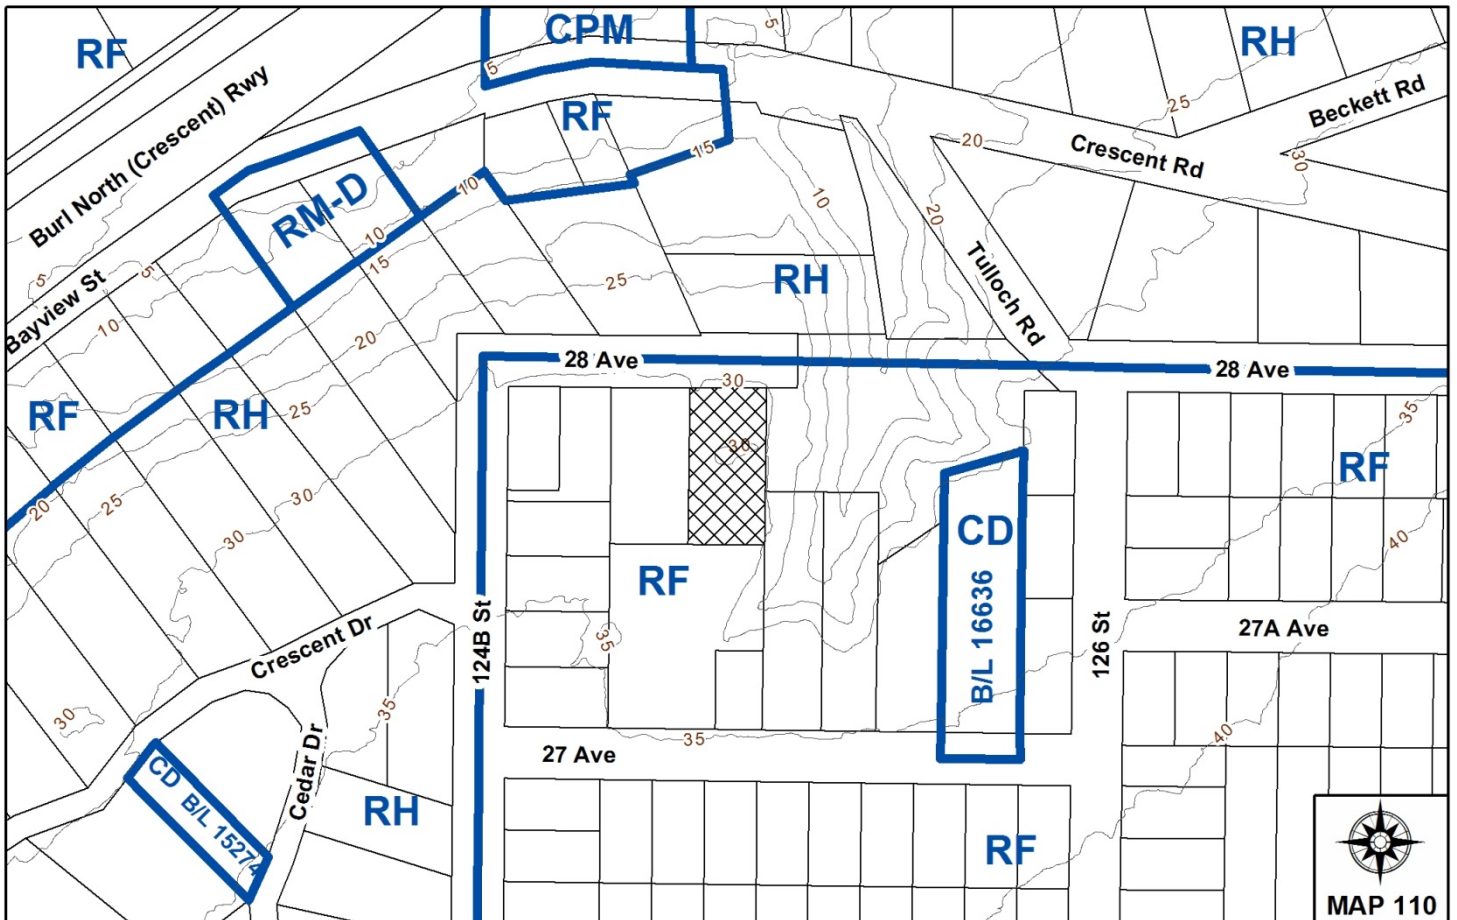 CPM
5
RF
RH
5
Burl North (Crescent) Rwy
RF
25
Beckett Rd
15
20
Crescent Rd
30
10
RM-D
10
20
10
15
5
5
Bayview St
25
RH
Tulloch Rd
10
20
28 Ave
28 Ave
30
RF
RH
25
35
30
RF
20
25
30
CD
30
40
RF
B/L 16636
124B St
35
126 St
27A Ave
Crescent Dr
30
35
35
40
27 Ave
Cedar Dr
CD B/L 15274
RH
RF
MAP 110